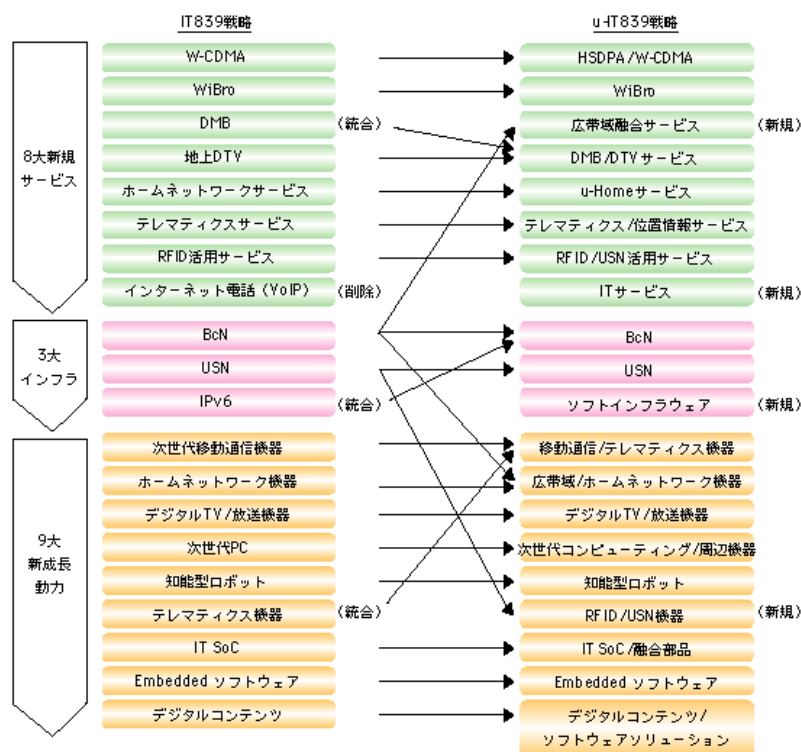 IT839戦略
u-IT839戦略
8大新規
サービス
W-CDMA
HSDPA/W-CDMA
WiBro
WiBro
DMB
(統合)
広帯域融合サービス
(新規)
地上DTV
DMB/DTVサービス
ホームネットワークサービス
u-Homeサービス
テレマティクスサービス
テレマティクス/位置情報サービス
RFID活用サービス
RFID/USN活用サービス
インターネット電話（VoIP）
(削除)
ITサービス
(新規)
3大
インフラ
BcN
BcN
USN
USN
IPv6
(統合)
ソフトインフラウェア
(新規)
9大
新成長
動力
次世代移動通信機器
移動通信/テレマティクス機器
ホームネットワーク機器
広帯域/ホームネットワーク機器
デジタルTV/放送機器
デジタルTV/放送機器
次世代PC
次世代コンピューティング/周辺機器
知能型ロボット
知能型ロボット
テレマティクス機器
(統合)
RFID/USN機器
(新規)
IT SoC
IT SoC/融合部品
Embedded ソフトウェア
Embedded ソフトウェア
デジタルコンテンツ
デジタルコンテンツ/
ソフトウェアソリューション